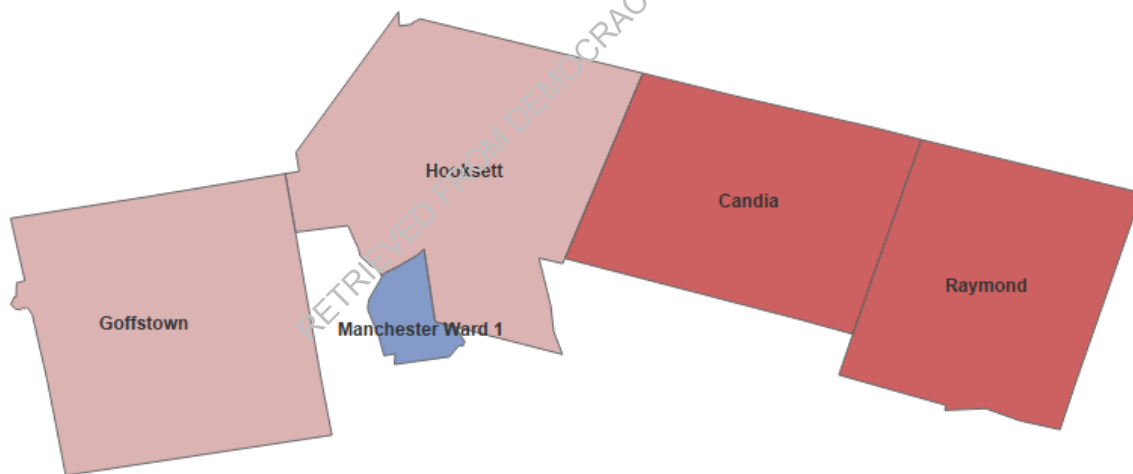 RETRIEVED FROM DEMOCRAC
Hooksett
Candia
Raymond
Goffstown
Manchester Ward 1